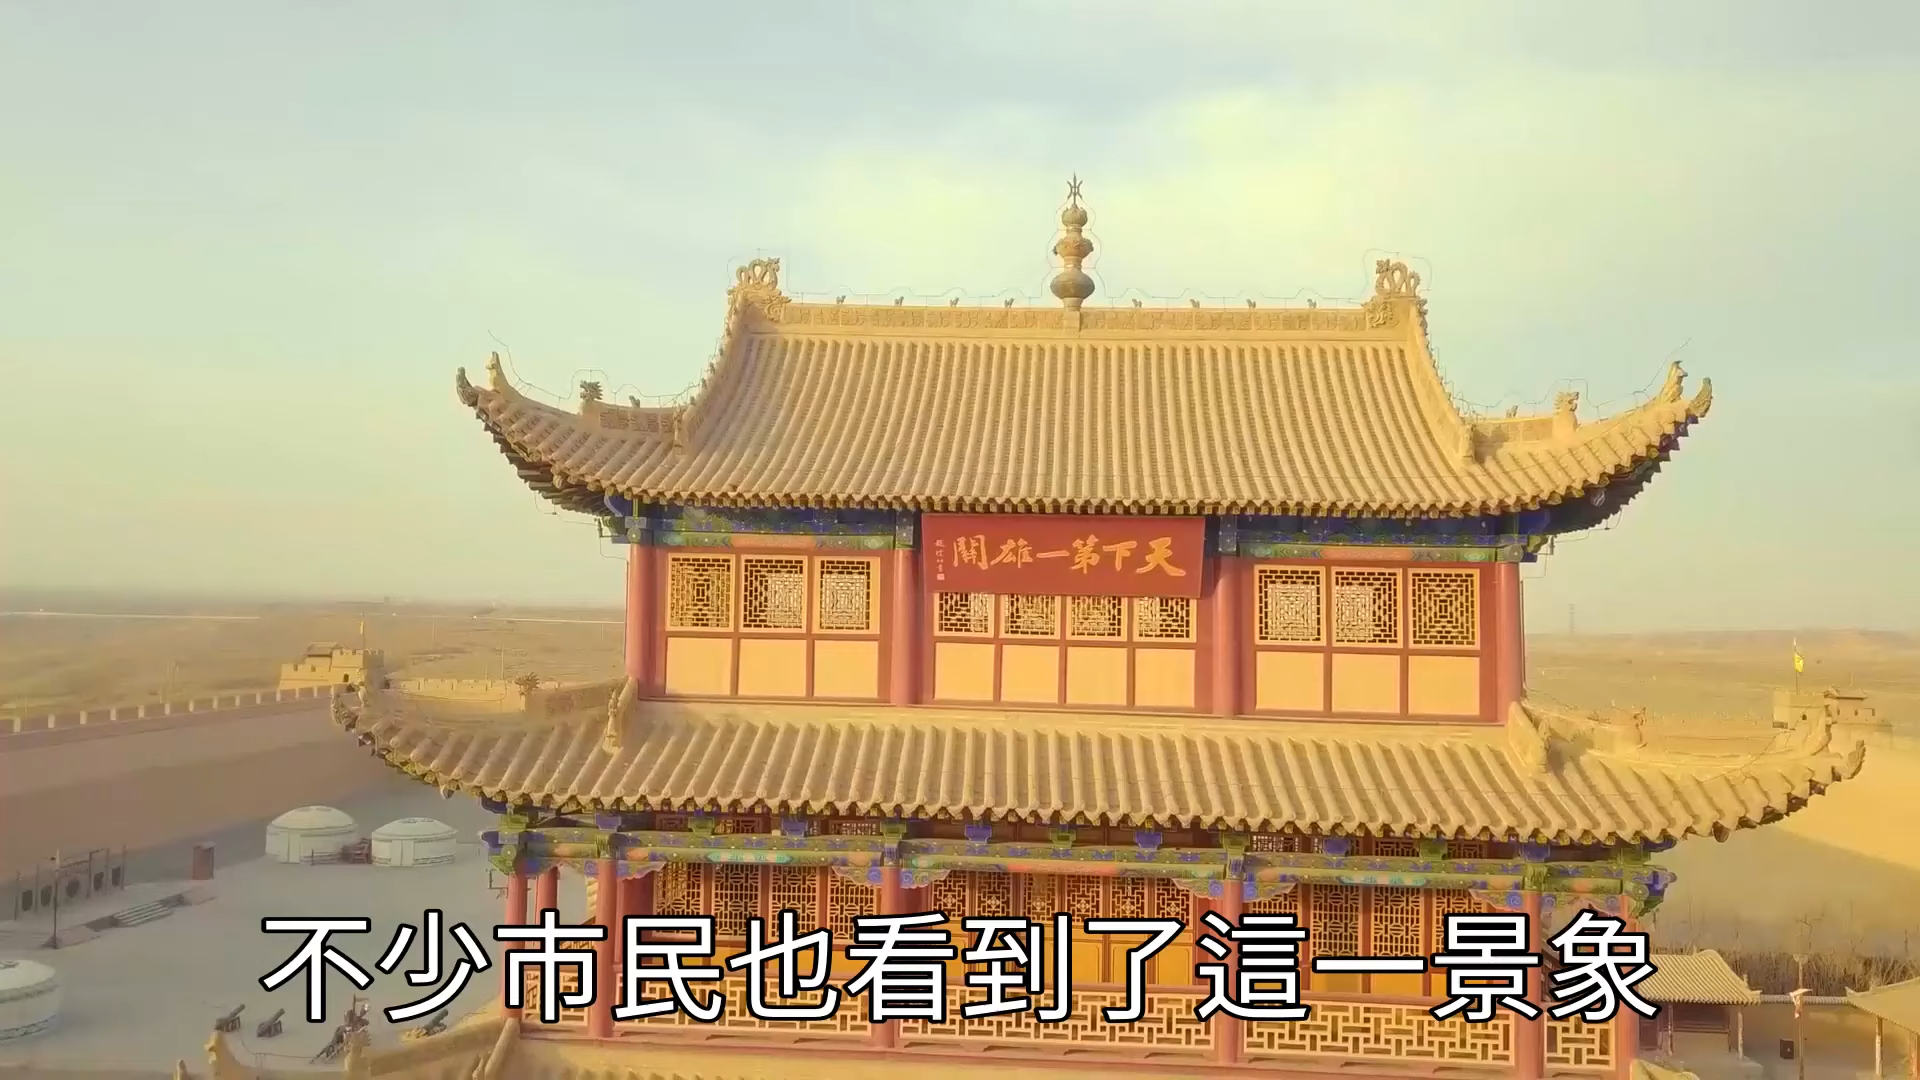 天下第一雄關
不少市民也看到了這一景象